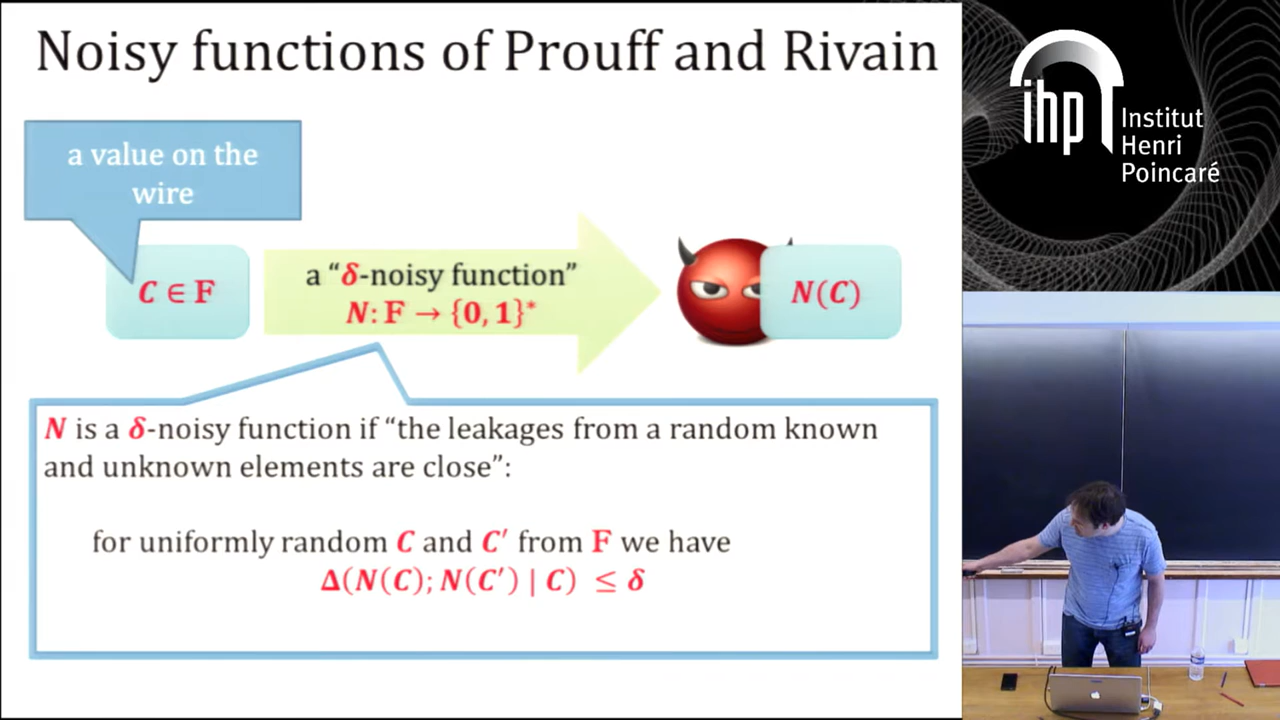 Noisy functions of Prouff and Rivain
a value on the
wire
C ∈ F
a “δ-noisy function”
N: F → {0, 1}*
N(C)
N is a δ-noisy function if “the leakages from a random known
and unknown elements are close”:
for uniformly random C and C′ from F we have
Δ(N(C); N(C′) | C) ≤ δ
ihp
Institut
Henri
Poincaré